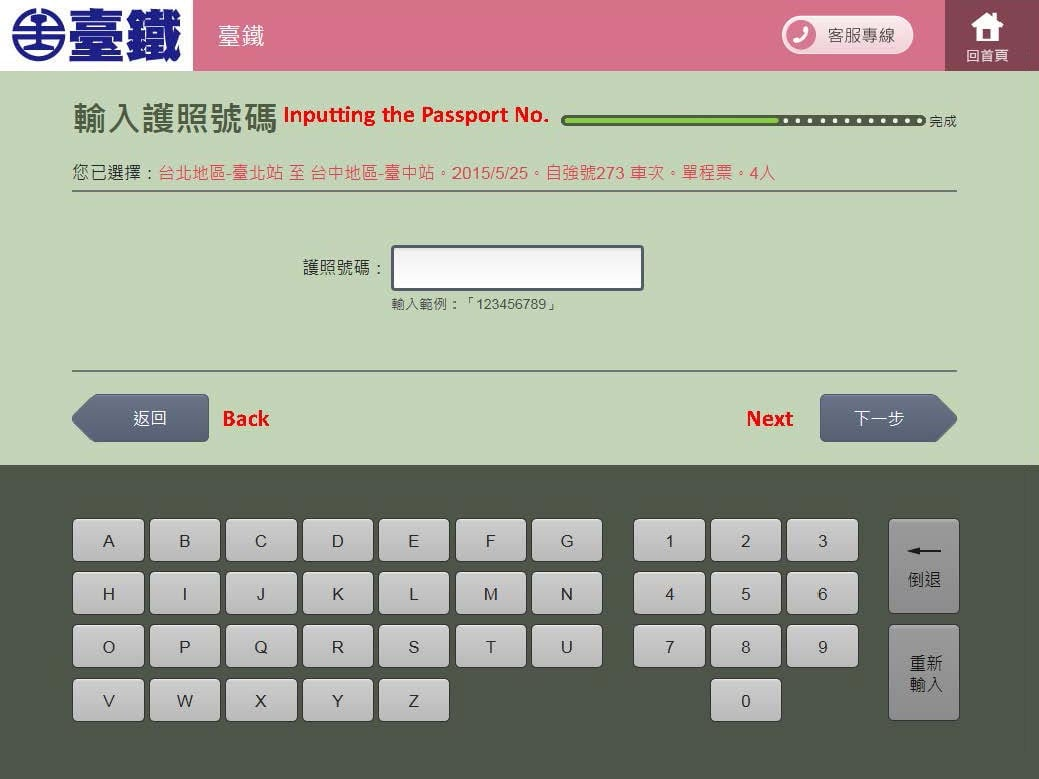 臺鐵
臺鐵
客服專線
回首頁
輸入護照號碼 Inputting the Passport No.
完成
您已選擇：台北地區-臺北站 至 台中地區-臺中站。2015/5/25。自強號273 車次。單程票。4人
護照號碼：
輸入範例：「123456789」
返回 Back
Next 下一步
A B C D E F G 1 2 3
倒退
H I J K L M N 4 5 6
O P Q R S T U 7 8 9
重新
輸入
V W X Y Z 0